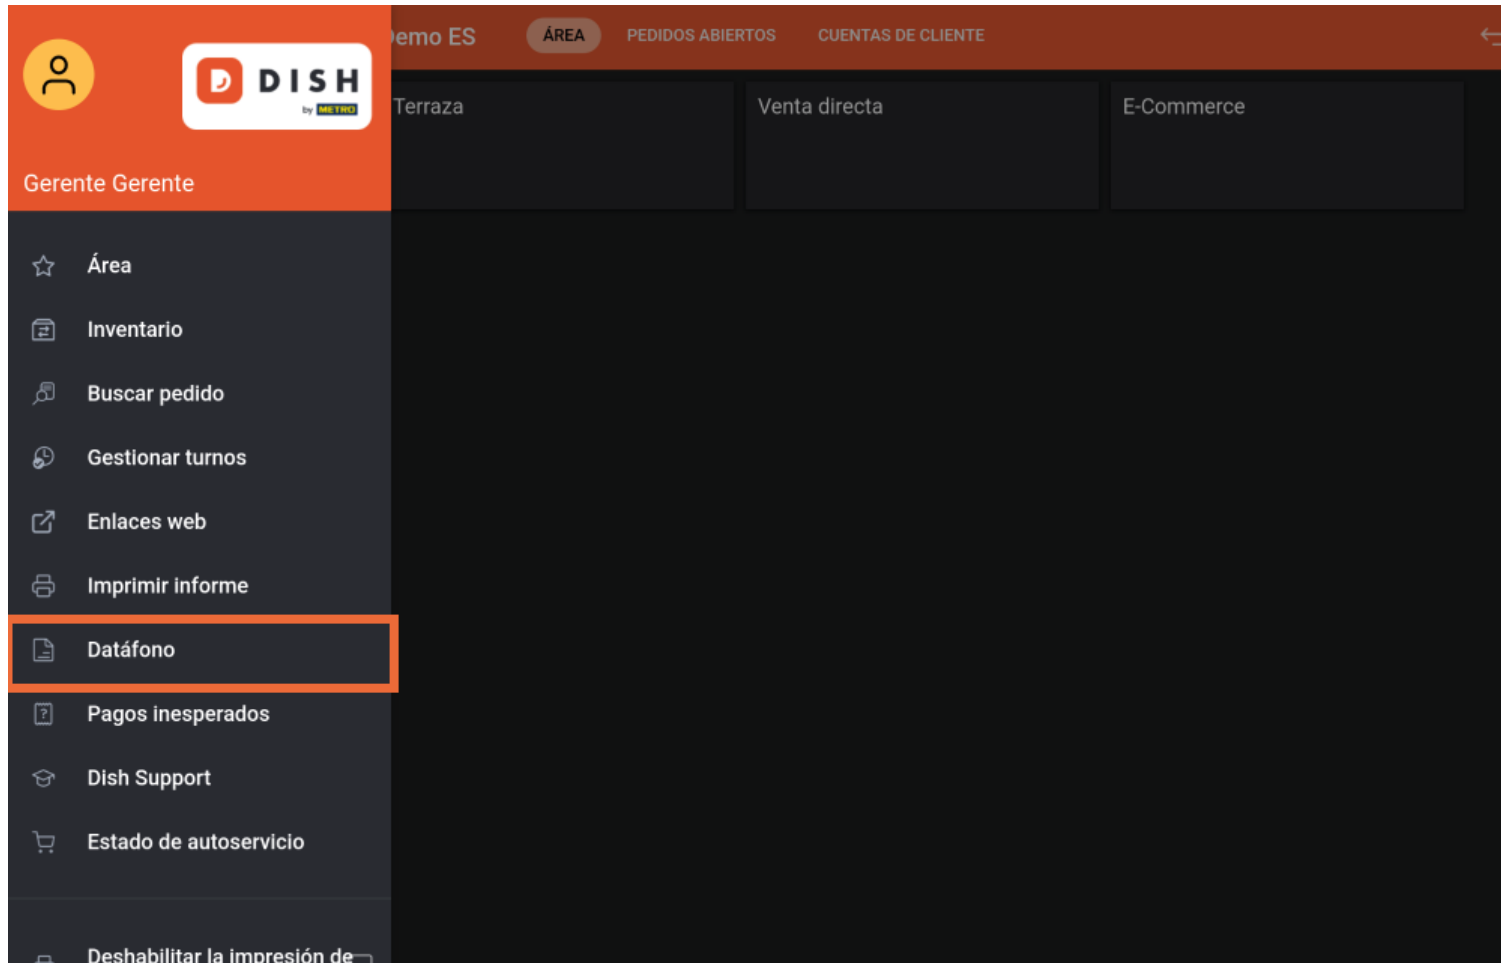 DISH
by METRO
Gerente Gerente
Demo ES
ÁREA
PEDIDOS ABIERTOS
CUENTAS DE CLIENTE
Terraza
Venta directa
E-Commerce
Área
Inventario
Buscar pedido
Gestionar turnos
Enlaces web
Imprimir informe
Datáfono
Pagos inesperados
Dish Support
Estado de autoservicio
Deshabilitar la impresión de